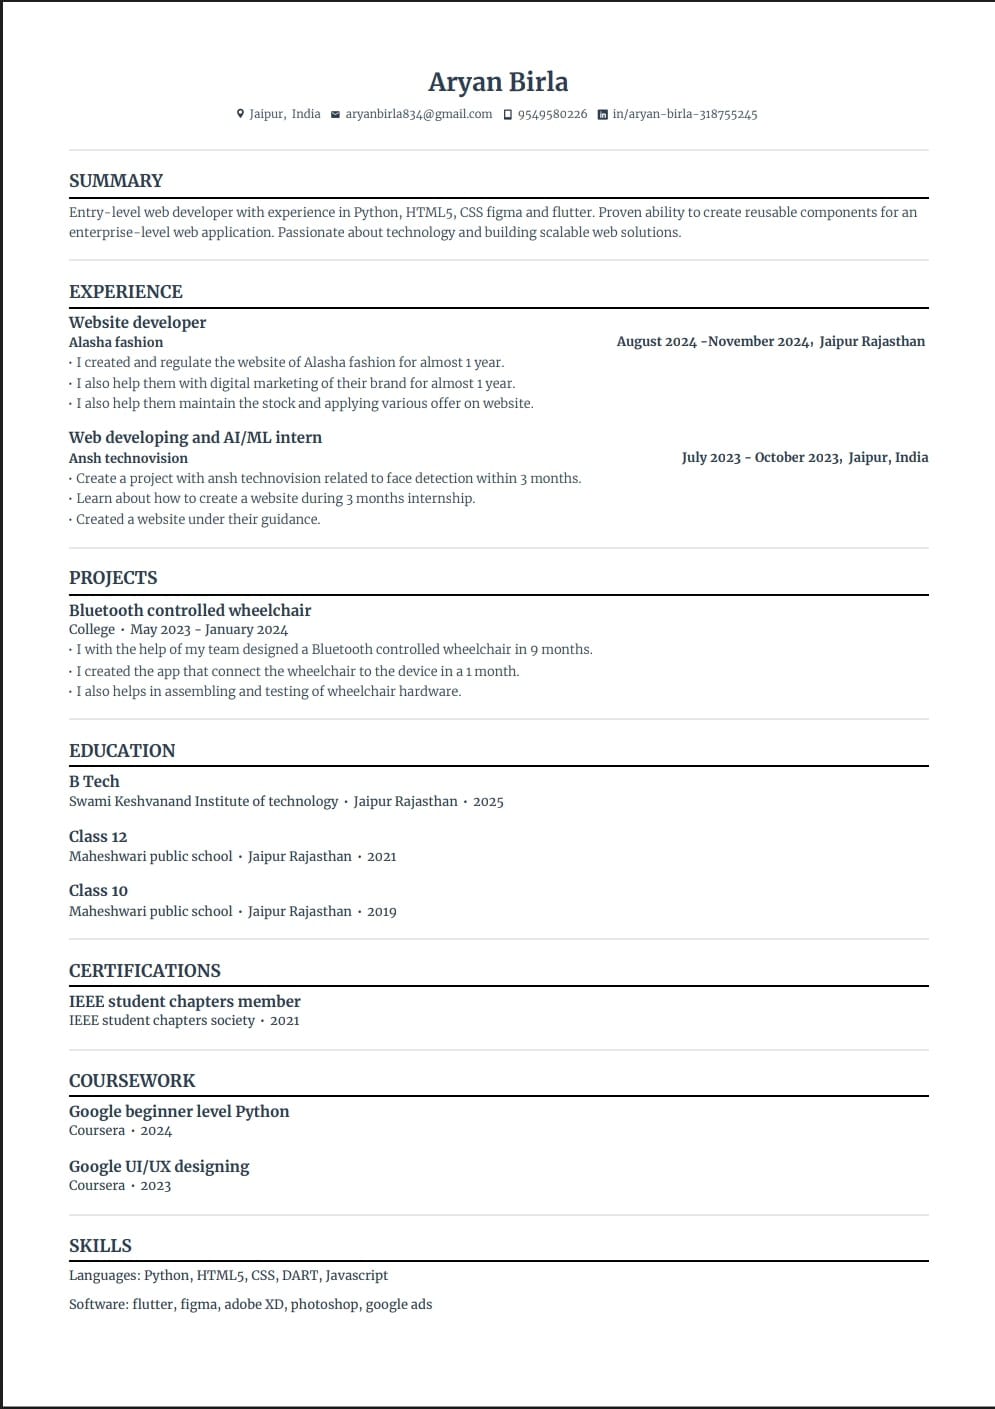 Aryan Birla
Jaipur, India aryanbirla834@gmail.com 9549580226 in/aryan-birla-318755245
SUMMARY
Entry-level web developer with experience in Python, HTML5, CSS figma and flutter. Proven ability to create reusable components for an
enterprise-level web application. Passionate about technology and building scalable web solutions.
EXPERIENCE
Website developer
Alasha fashion August 2024 -November 2024, Jaipur Rajasthan
• I created and regulate the website of Alasha fashion for almost 1 year.
• I also help them with digital marketing of their brand for almost 1 year.
• I also help them maintain the stock and applying various offer on website.
Web developing and AI/ML intern
Ansh technovision July 2023 - October 2023, Jaipur, India
• Create a project with ansh technovision related to face detection within 3 months.
• Learn about how to create a website during 3 months internship.
• Created a website under their guidance.
PROJECTS
Bluetooth controlled wheelchair
College • May 2023 - January 2024
• I with the help of my team designed a Bluetooth controlled wheelchair in 9 months.
• I created the app that connect the wheelchair to the device in a 1 month.
• I also helps in assembling and testing of wheelchair hardware.
EDUCATION
B Tech
Swami Keshvanand Institute of technology • Jaipur Rajasthan • 2025
Class 12
Maheshwari public school • Jaipur Rajasthan • 2021
Class 10
Maheshwari public school • Jaipur Rajasthan • 2019
CERTIFICATIONS
IEEE student chapters member
IEEE student chapters society • 2021
COURSEWORK
Google beginner level Python
Coursera • 2024
Google UI/UX designing
Coursera • 2023
SKILLS
Languages: Python, HTML5, CSS, DART, Javascript
Software: flutter, figma, adobe XD, photoshop, google ads